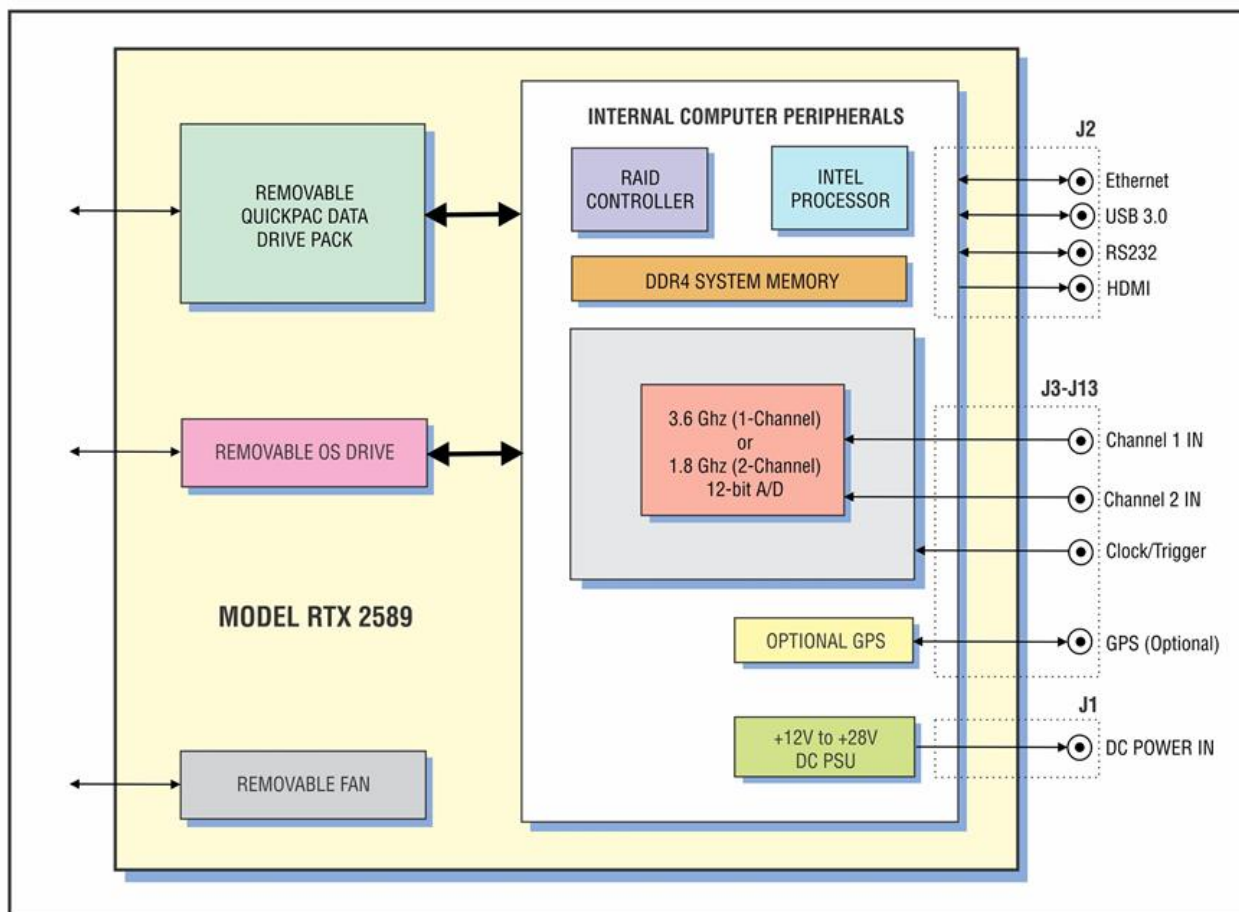 REMOVABLE
QUICKPAC DATA
DRIVE PACK
REMOVABLE OS DRIVE
MODEL RTX 2589
REMOVABLE FAN
INTERNAL COMPUTER PERIPHERALS
RAID
CONTROLLER
INTEL
PROCESSOR
DDR4 SYSTEM MEMORY
3.6 Ghz (1-Channel)
or
1.8 Ghz (2-Channel)
12-bit A/D
OPTIONAL GPS
+12V to +28V
DC PSU
J2
Ethernet
USB 3.0
RS232
HDMI
J3-J13
Channel 1 IN
Channel 2 IN
Clock/Trigger
GPS (Optional)
J1
DC POWER IN